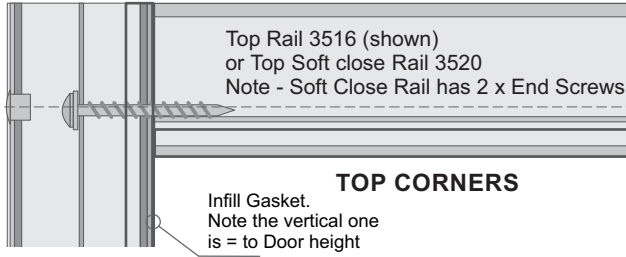 Top Rail 3516 (shown)
or Top Soft close Rail 3520
Note - Soft Close Rail has 2 x End Screws
TOP CORNERS
Infill Gasket.
Note the vertical one
is = to Door height